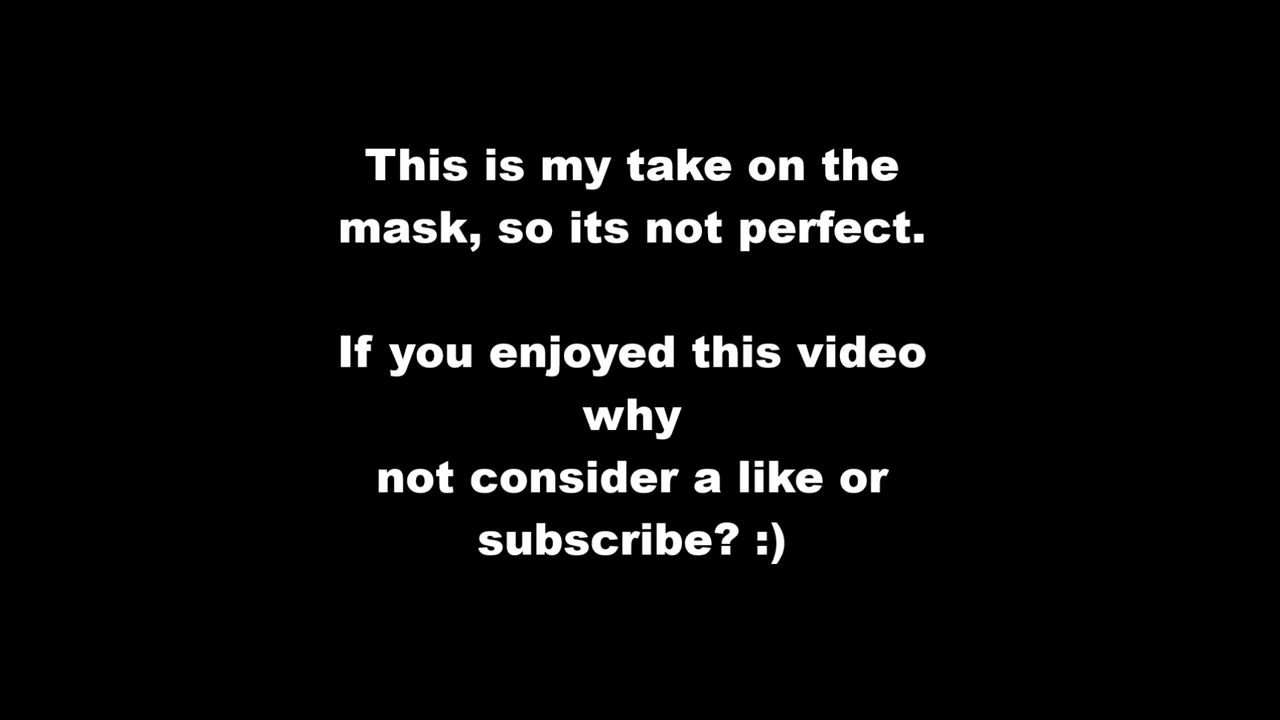 This is my take on the
mask, so its not perfect.
If you enjoyed this video
why
not consider a like or
subscribe? :)